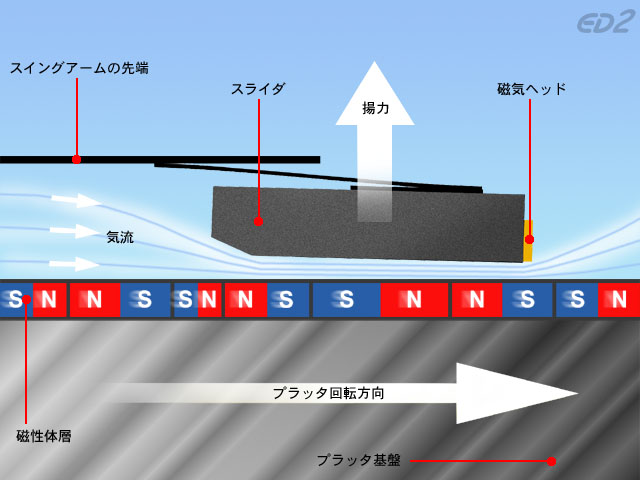 ED2
スイングアームの先端
スライダ
磁気ヘッド
揚力
気流
S N N S S N N S S N N S S N
プラッタ回転方向
磁性体層
プラッタ基盤